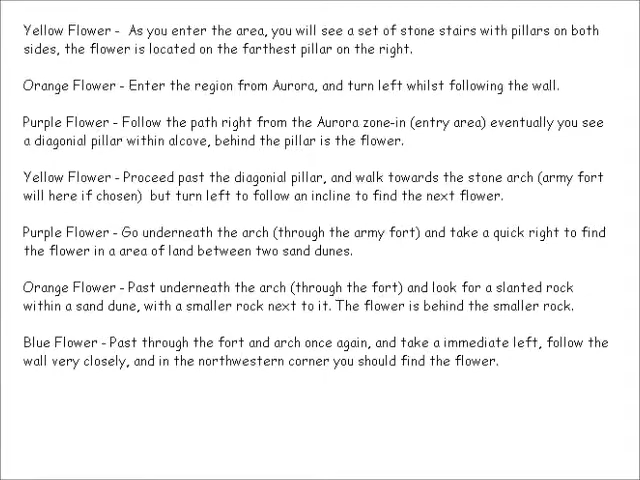 Yellow Flower - As you enter the area, you will see a set of stone stairs with pillars on both
sides, the flower is located on the farthest pillar on the right.
Orange Flower - Enter the region from Aurora, and turn left whilst following the wall.
Purple Flower - Follow the path right from the Aurora zone-in (entry area) eventually you see
a diagonial pillar within alcove, behind the pillar is the flower.
Yellow Flower - Proceed past the diagonial pillar, and walk towards the stone arch (army fort
will here if chosen) but turn left to follow an incline to find the next flower.
Purple Flower - Go underneath the arch (through the army fort) and take a quick right to find
the flower in a area of land between two sand dunes.
Orange Flower - Past underneath the arch (through the fort) and look for a slanted rock
within a sand dune, with a smaller rock next to it. The flower is behind the smaller rock.
Blue Flower - Past through the fort and arch once again, and take a immediate left, follow the
wall very closely, and in the northwestern corner you should find the flower.